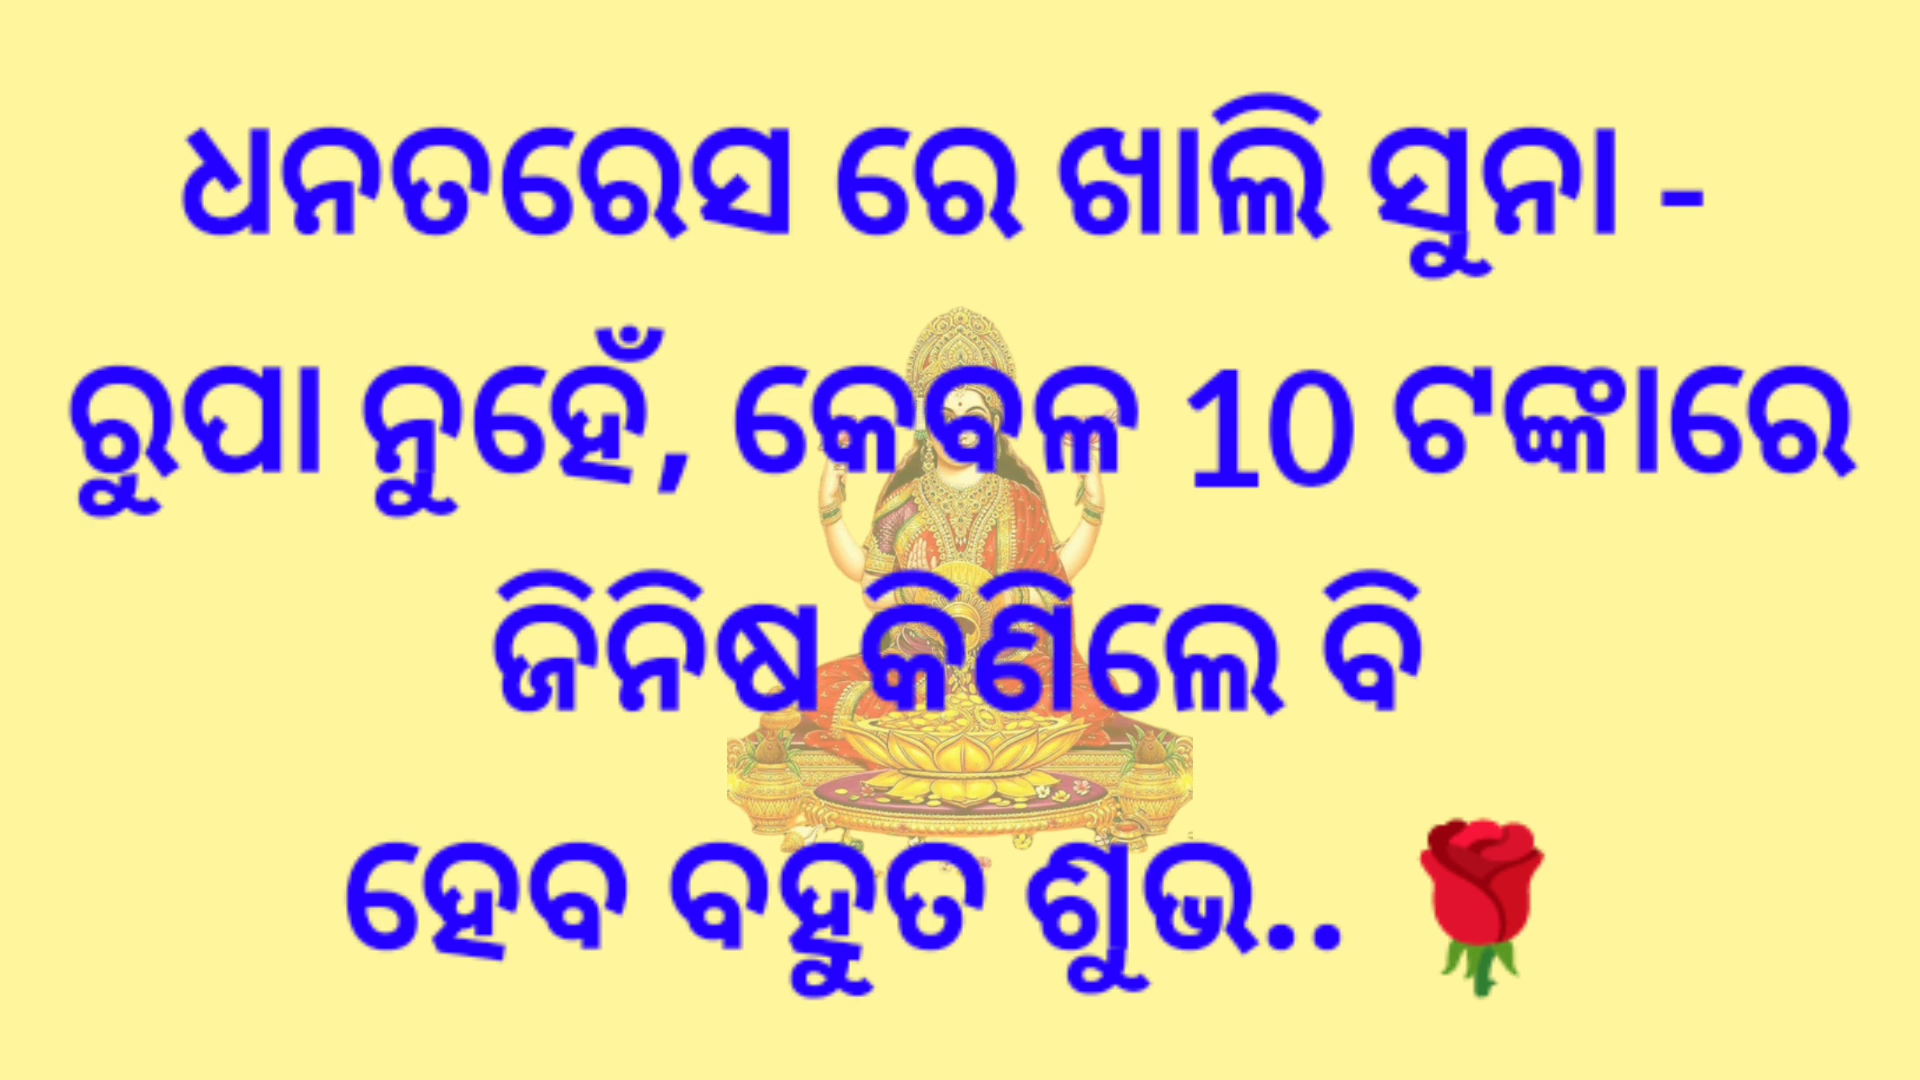 ଧନତରେସ ରେ ଖାଲି ସୁନା -
ରୁପା ନୁହେଁ, କେବଳ 10 ଟଙ୍କାରେ
ଜିନିଷ କିଣିଲେ ବି
ହେବ ବହୁତ ଶୁଭ.. 🌹